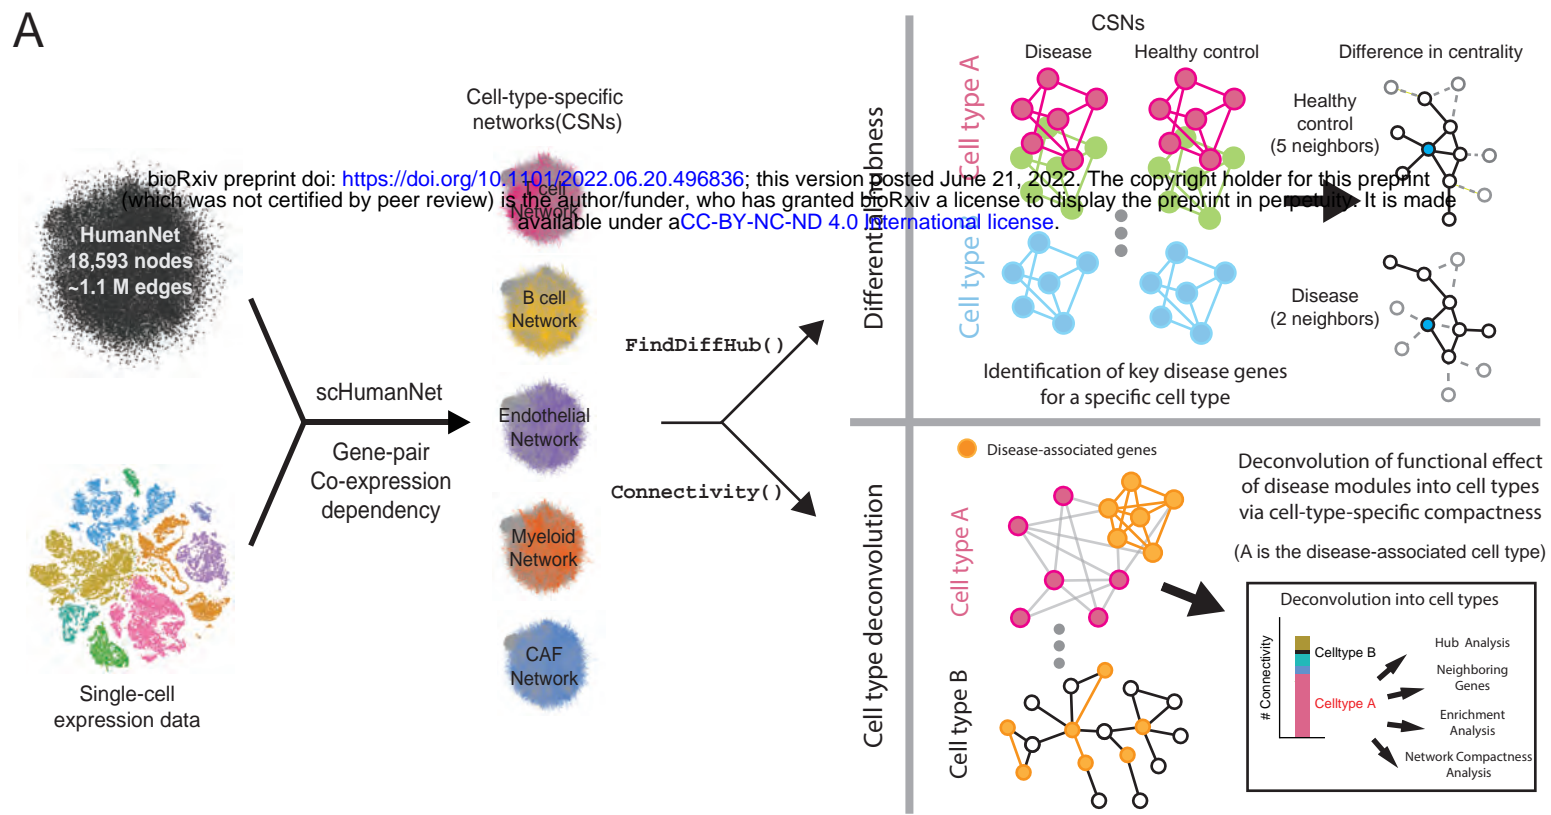 A
Cell-type-specific
networks(CSNs)
bioRxiv preprint doi: https://doi.org/10.1101/2022.06.20.496836; this version posted June 21, 2022. The copyright holder for this preprint
(which was not certified by peer review) is the author/funder, who has granted bioRxiv a license to display the preprint in perpetuity. It is made
available under aCC-BY-NC-ND 4.0 International license.
HumanNet
18,593 nodes
~1.1 M edges
Single-cell
expression data
scHumanNet
Gene-pair
Co-expression
dependency
T cell
Network
B cell
Network
Endothelial
Network
Myeloid
Network
CAF
Network
FindDiffHub()
Connectivity()
Differential hubness
CSNs
Disease
Healthy control
Difference in centrality
Cell type A
Cell type B
Healthy
control
(5 neighbors)
Disease
(2 neighbors)
Identification of key disease genes
for a specific cell type
Cell type deconvolution
Disease-associated genes
Cell type A
Cell type B
Deconvolution of functional effect
of disease modules into cell types
via cell-type-specific compactness
(A is the disease-associated cell type)
Deconvolution into cell types
# Connectivity
Celltype B
Celltype A
Hub Analysis
Neighboring
Genes
Enrichment
Analysis
Network Compactness
Analysis